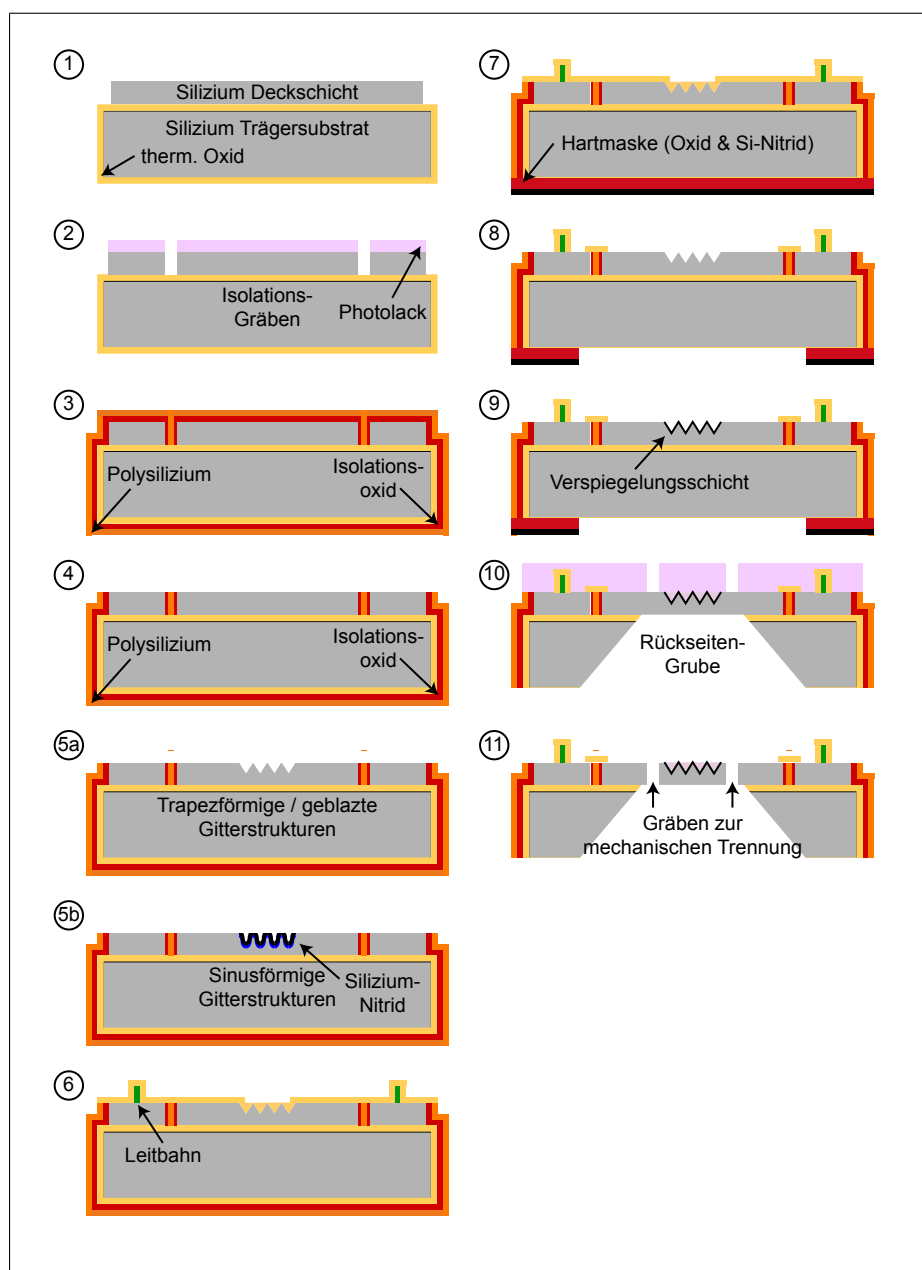 1
Silizium Deckschicht
Silizium Trägersubstrat
therm. Oxid
2
Isolations-
Gräben
Photolack
3
Polysilizium
Isolations-
oxid
4
Polysilizium
Isolations-
oxid
5a
Trapezförmige / geblazte
Gitterstrukturen
5b
Sinusförmige
Gitterstrukturen
Silizium-
Nitrid
6
Leitbahn
7
Hartmaske (Oxid & Si-Nitrid)
8
9
Verspiegelungsschicht
10
Rückseiten-
Grube
11
Gräben zur
mechanischen Trennung